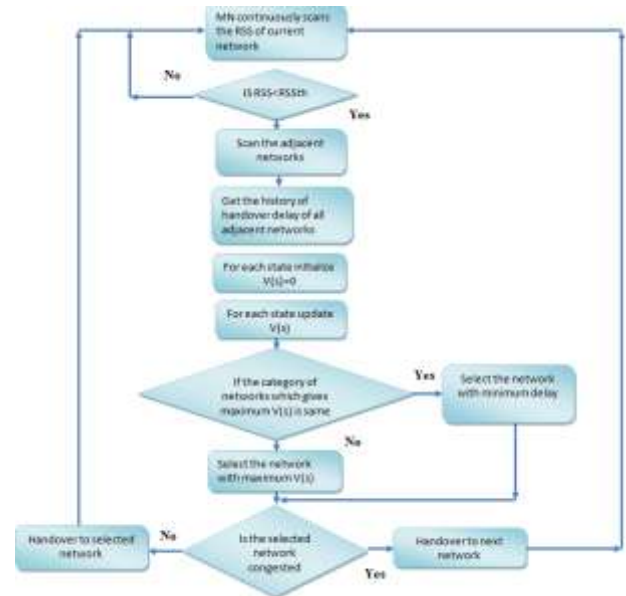 MN continuously scans
the RSS of current
network
No
IS RSS<RSSth
Yes
Scan the adjacent
networks
Get the history of
handover delay of all
adjacent networks
For each state initialize
V(s)=0
For each state update
V(s)
If the category of
networks which gives
maximum V(s) is same
Yes
Select the network
with minimum delay
No
Select the network
with maximum V(s)
Handover to selected
network
No
Is the selected
network
congested
Yes
Handover to next
network